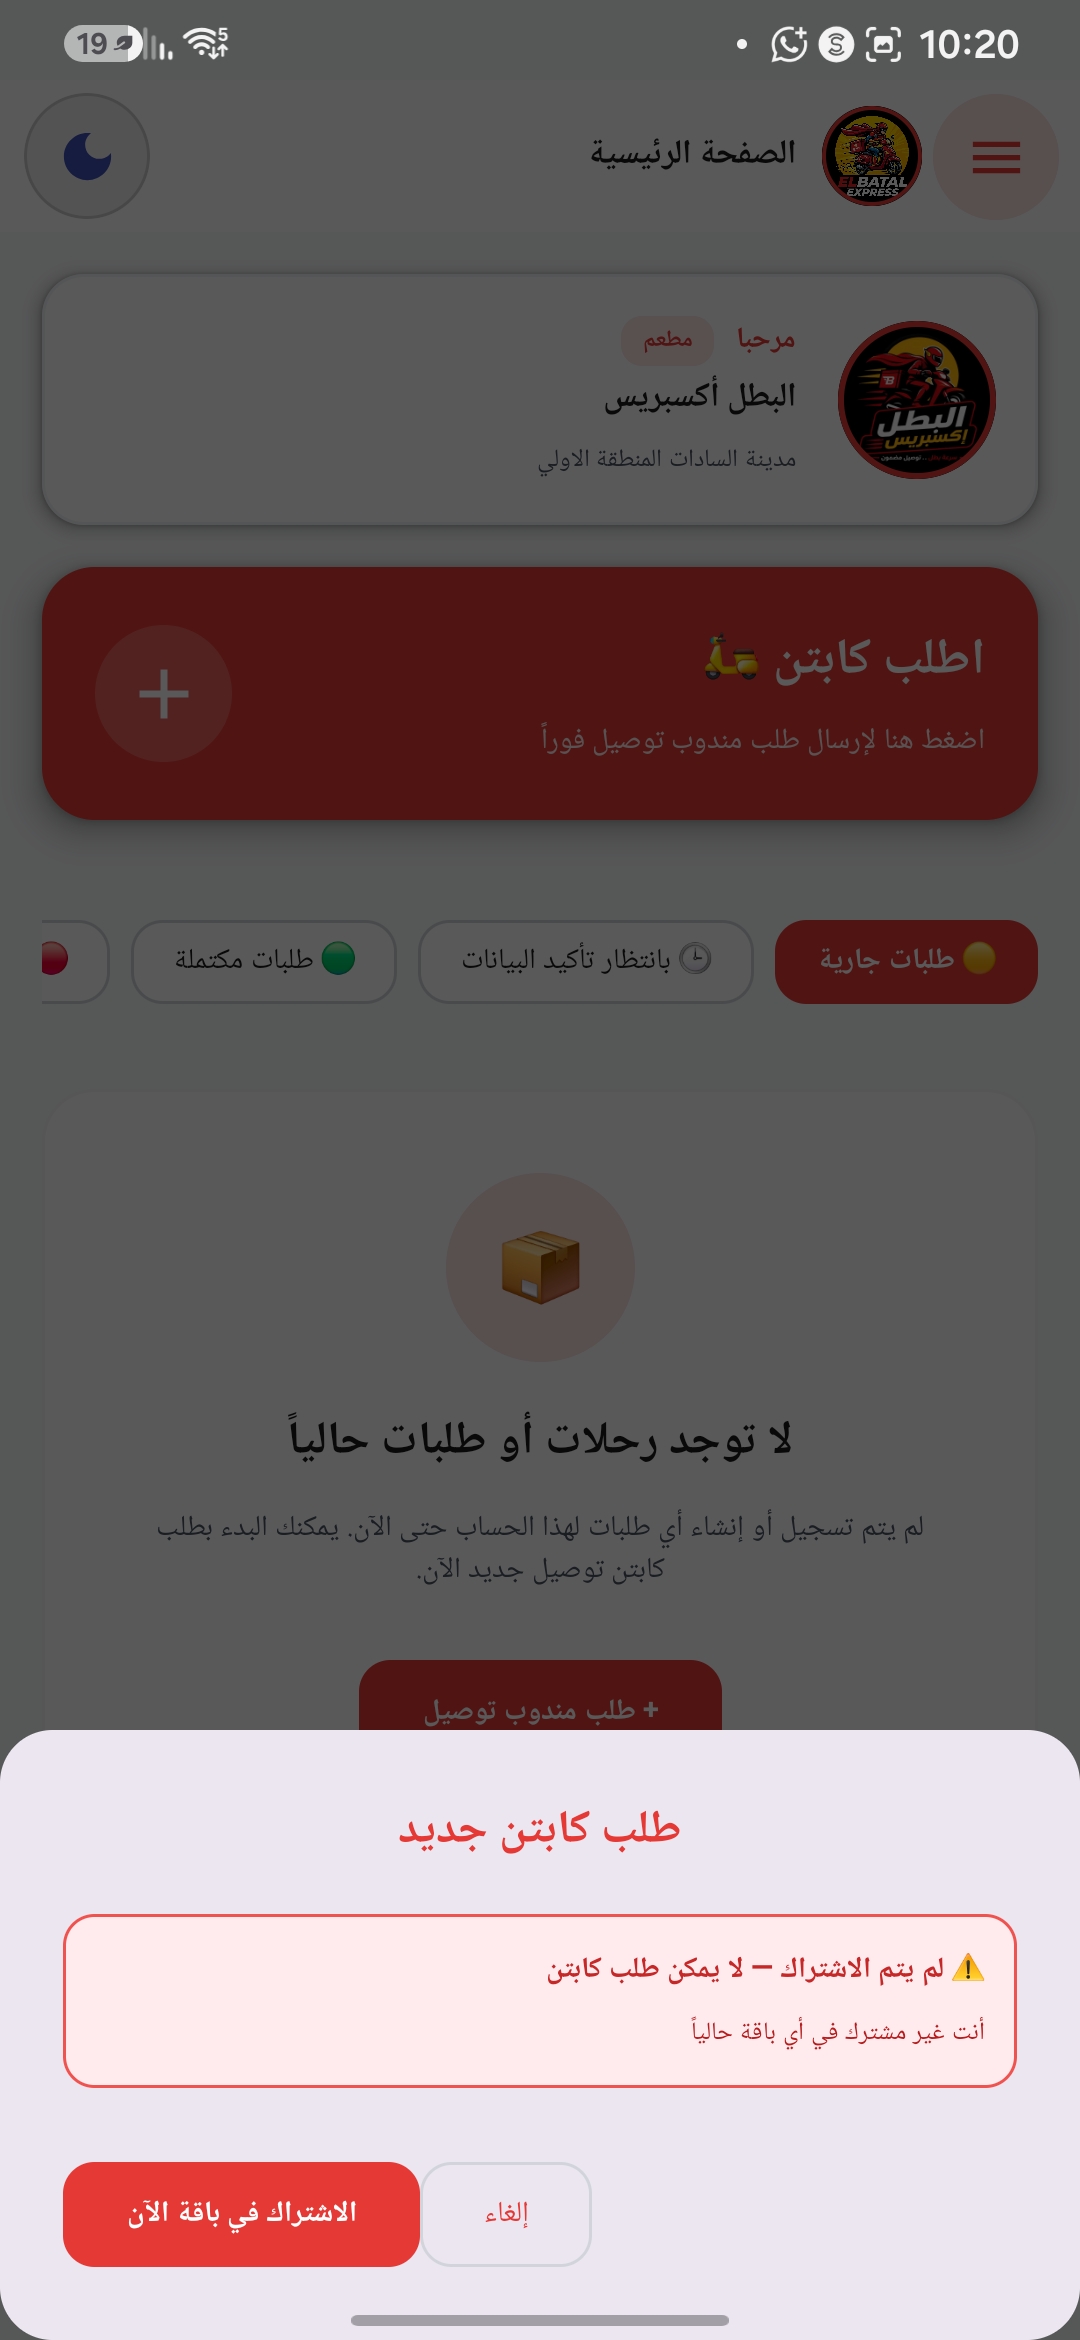 10:20
19
5
الصفحة الرئيسية
ELBATAL
EXPRESS
مرحبا
مطعم
البطل أكسبريس
مدينة السادات المنطقة الاولي
البطل
إكسبريس
اطلب كابتن 🛵
اضغط هنا لإرسال طلب مندوب توصيل فوراً
🟡 طلبات جارية
🕒 بانتظار تأكيد البيانات
🟢 طلبات مكتملة
لا توجد رحلات أو طلبات حالياً
لم يتم تسجيل أو إنشاء أي طلبات لهذا الحساب حتى الآن. يمكنك البدء بطلب
كابتن توصيل جديد الآن.
+ طلب مندوب توصيل
طلب كابتن جديد
⚠️ لم يتم الاشتراك — لا يمكن طلب كابتن
أنت غير مشترك في أي باقة حالياً
إلغاء
الاشتراك في باقة الآن